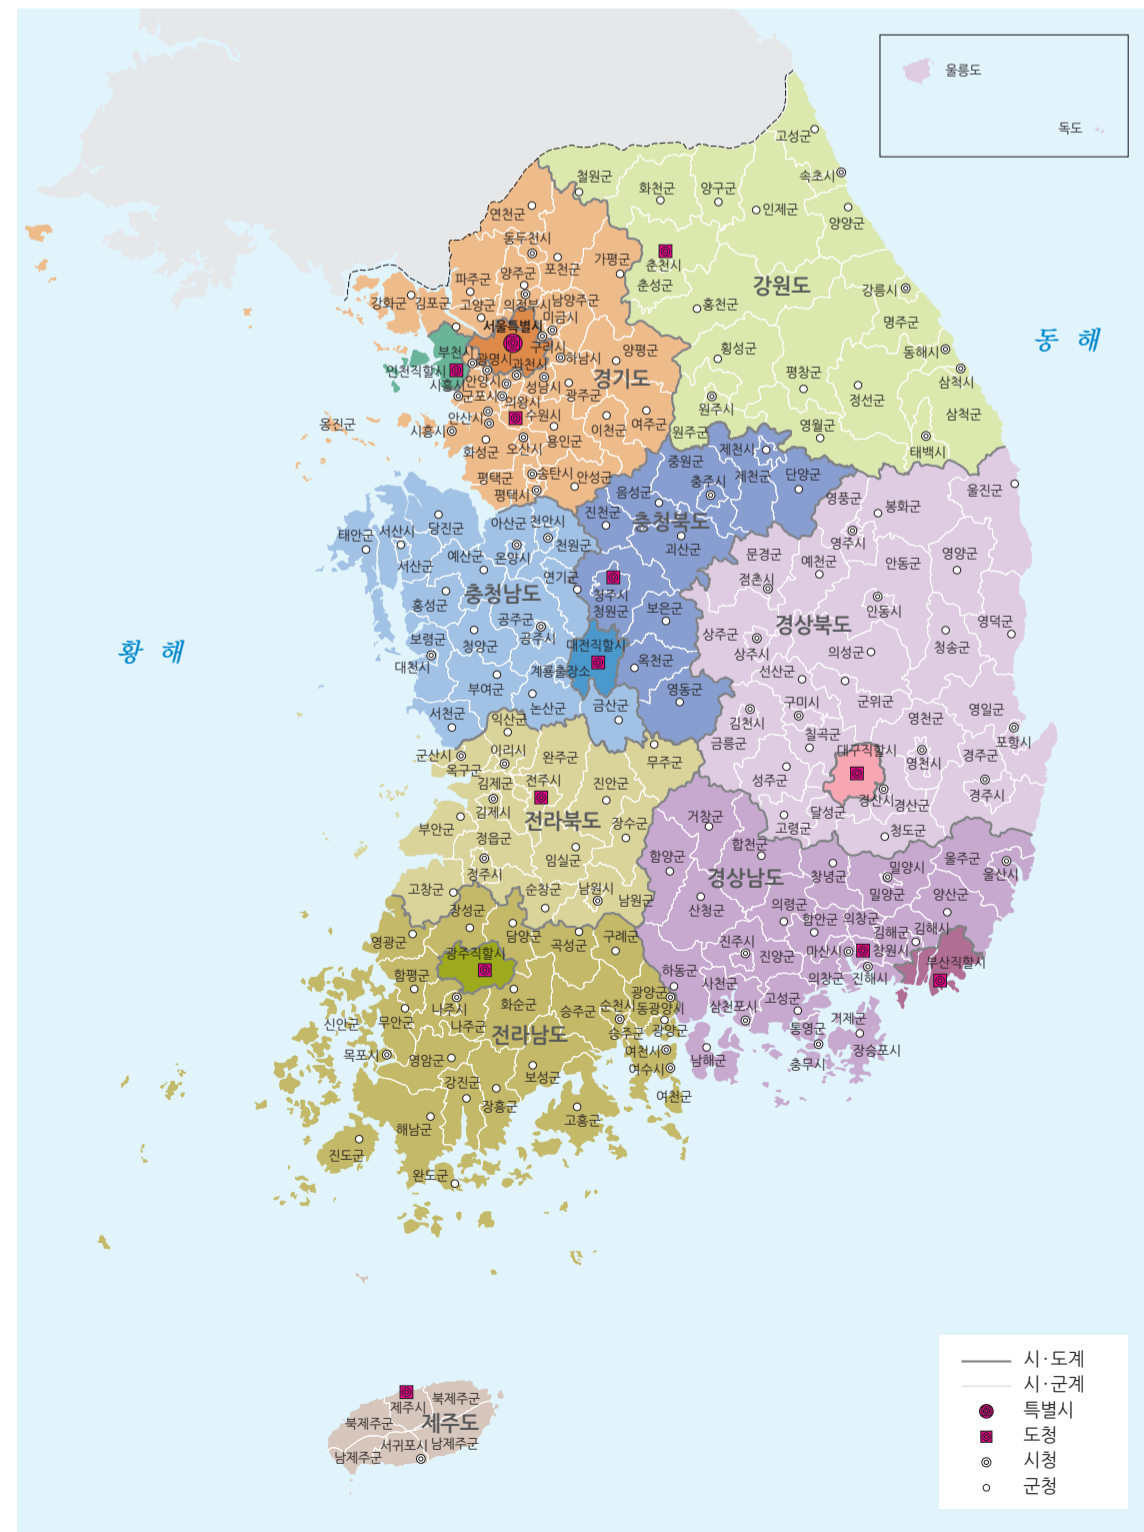 울릉도
독도
고성군
철원군
화천군
양구군
속초시
인제군
양양군
연천군
동두천시
가평군
춘천시
춘성군
강원도
강릉시
파주군
양주군
포천군
강화군
김포군
고양군
의정부시
남양주군
홍천군
명주군
미금시
서울특별시
구리시
동해시
동 해
부천시
광명시
과천시
하남시
양평군
횡성군
인천직할시
삼척시
시흥시
안양시
성남시
경기도
평창군
정선군
군포시
의왕시
광주군
원주시
삼척군
옹진군
안산시
수원시
시흥시
이천군
여주군
원주군
영월군
화성군
오산시
용인군
태백시
평택군
송탄시
안성군
중원군
제천시
제천군
단양군
충주시
평택시
음성군
울진군
영풍군
봉화군
진천군
충청북도
태안군
서산시
당진군
아산군
천안시
천원군
괴산군
영주시
온양시
예산군
서산군
문경군
예천군
안동군
영양군
점촌시
연기군
충청남도
청주시
청원군
보은군
홍성군
안동시
영덕군
공주군
공주시
경상북도
보령군
청양군
대전직할시
상주군
상주시
의성군
청송군
황 해
대천시
계룡출장소
옥천군
선산군
부여군
영동군
구미시
군위군
논산군
금산군
김천시
영천군
영일군
서천군
익산군
칠곡군
포항시
금릉군
대구직할시
군산시
이리시
완주군
무주군
영천시
경주군
옥구군
김제군
전주시
진안군
성주군
경산시
경산군
경주시
김제시
달성군
전라북도
장수군
거창군
고령군
청도군
부안군
정읍군
합천군
임실군
함양군
밀양시
울주군
정주시
경상남도
창녕군
울산시
고창군
순창군
남원시
남원군
밀양군
양산군
장성군
산청군
의령군
함안군
의창군
김해군
김해시
영광군
담양군
곡성군
구례군
진주시
진양군
마산시
창원시
광주직할시
부산직할시
함평군
하동군
사천군
의창군
진해시
나주시
화순군
광양군
고성군
무안군
승주군
순천시
동광양시
삼천포시
신안군
나주군
전라남도
승주군
광양군
통영군
거제군
목포시
영암군
여천시
남해군
충무시
장승포시
강진군
보성군
여수시
장흥군
여천군
해남군
고흥군
진도군
완도군
제주시
북제주군
북제주군
제주도
서귀포시
남제주군
남제주군
시·도계
시·군계
특별시
도청
시청
군청